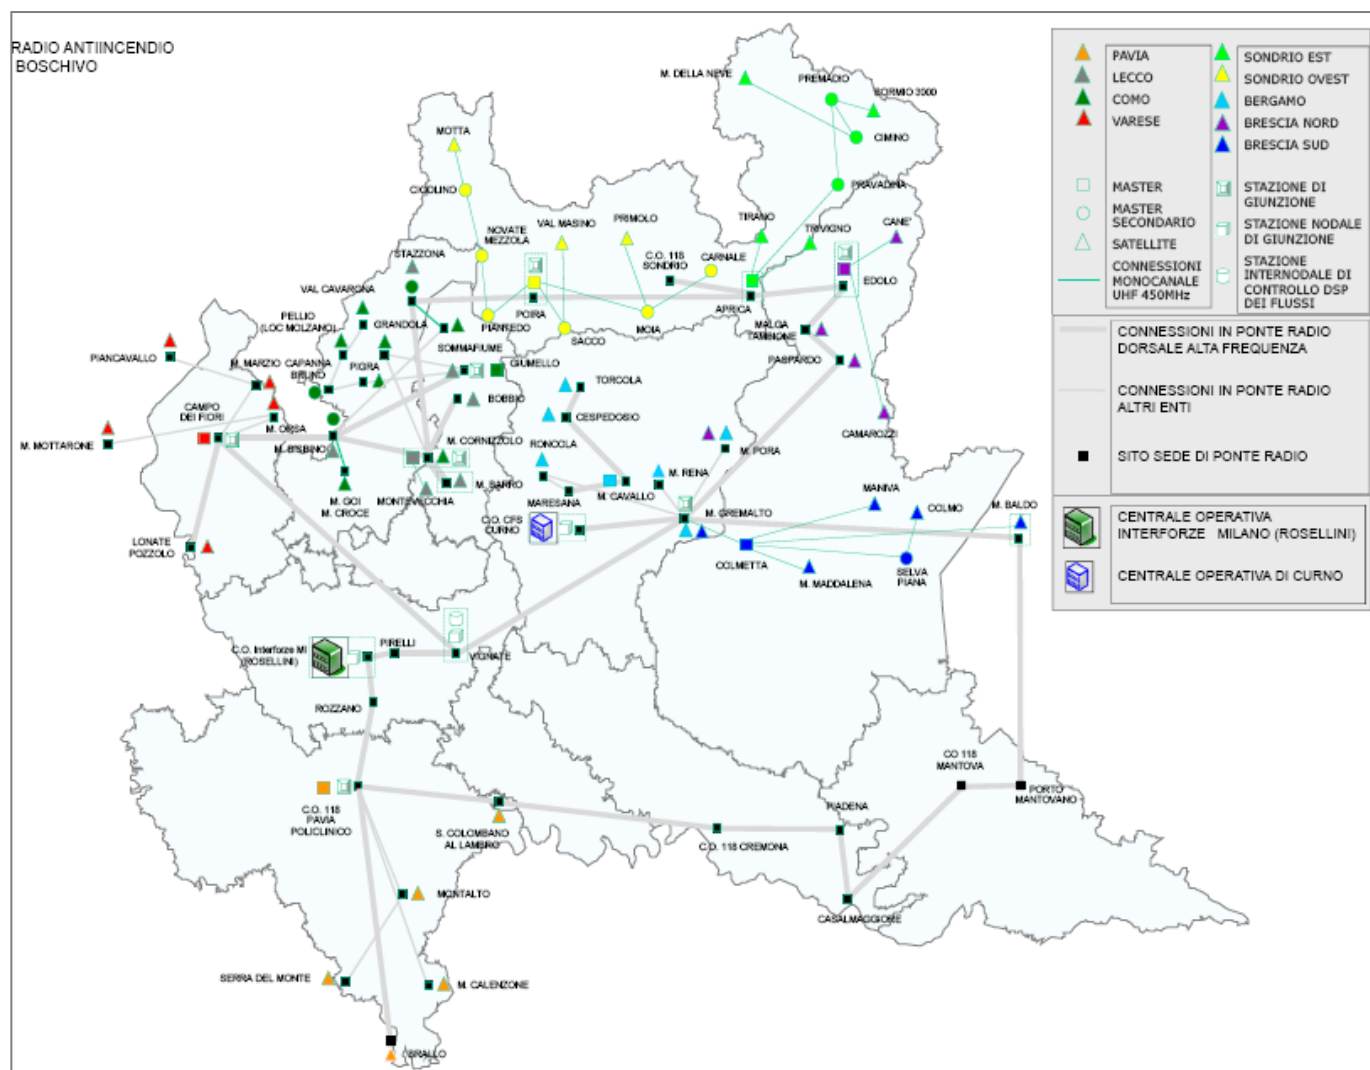 RADIO ANTIINCENDIO
BOSCHIVO
PAVIA
LECCO
COMO
VARESE
SONDRIO EST
SONDRIO OVEST
BERGAMO
BRESCIA NORD
BRESCIA SUD
MASTER
MASTER
SECONDARIO
SATELLITE
CONNESSIONI
MONOCANALE
UHF 450MHz
STAZIONE DI
GIUNZIONE
STAZIONE NODALE
DI GIUNZIONE
STAZIONE
INTERNODALE DI
CONTROLLO DSP
DEI FLUSSI
CONNESSIONI IN PONTE RADIO
DORSALE ALTA FREQUENZA
CONNESSIONI IN PONTE RADIO
ALTRI ENTI
SITO SEDE DI PONTE RADIO
CENTRALE OPERATIVA
INTERFORZE MILANO (ROSELLINI)
CENTRALE OPERATIVA DI CURNO
M. DELLA NEVE
PREMADIO
BORMIO 3000
CIMINO
MOTTA
CIGOLINO
PRAVADINA
NOVATE
MEZZOLA
VAL MASINO
PRIMOLO
TIRANO
TRIVIGNO
CANE'
STAZZONA
C.O. 118
SONDRIO
CARNALE
EDOLO
VAL CAVARGNA
POIRA
APRICA
PELLIO
(LOC MOLZANO)
GRANDOLA
PIANFEDO
MOIA
MALGA
TAMBIONE
PIANCAVALLO
M. MARZIO
CAPANNA
BRUNO
PIGRA
SOMMAFIUME
GIUMELLO
SACCO
PASPARDO
TORCOLA
BOBBIO
CAMPO
DEI FIORI
CESPEDOSIO
CAMAROZZI
M. MOTTARONE
M. ORSA
M. BISBINO
M. CORNIZZOLO
RONCOLA
M. PORA
M. RENA
M. GOI
M. CROCE
MONTEVECCHIA
M. BARRO
MARESANA
M. CAVALLO
MANIVA
COLMO
M. BALDO
LONATE
POZZOLO
C.O. CFS
CURNO
M. GREMALTO
COLMETTA
M. MADDALENA
SELVA
PIANA
C.O. Interforze MI
(ROSELLINI)
PIRELLI
VIGNATE
ROZZANO
CO 118
MANTOVA
PORTO
MANTOVANO
C.O. 118
PAVIA
POLICLINICO
S. COLOMBANO
AL LAMBRO
C.O. 118 CREMONA
PIADENA
CASALMAGGIORE
MONTALTO
SERRA DEL MONTE
M. CALENZONE
BRALLO